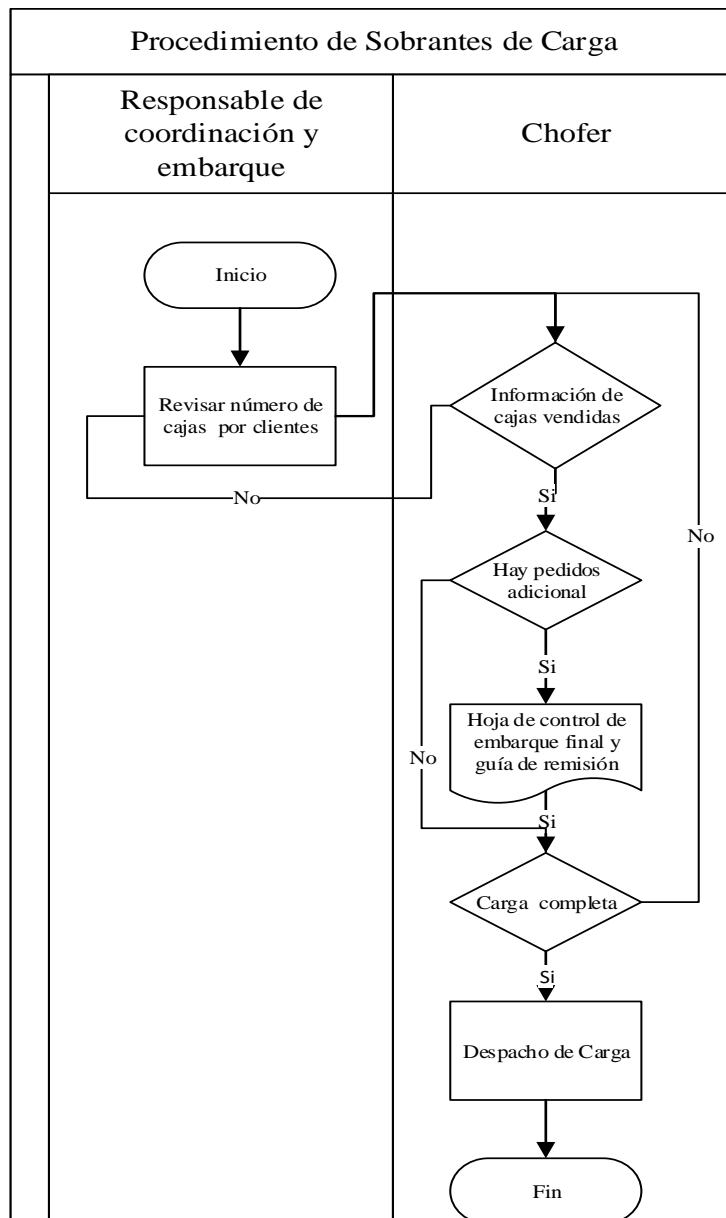 Procedimiento de Sobrantes de Carga
Responsable de
coordinación y
embarque
Chofer
Inicio
Revisar número de
cajas por clientes
Información de
cajas vendidas
No
Si
No
Hay pedidos
adicional
Si
Hoja de control de
embarque final y
guía de remisión
No
Si
Carga completa
Si
Despacho de Carga
Fin